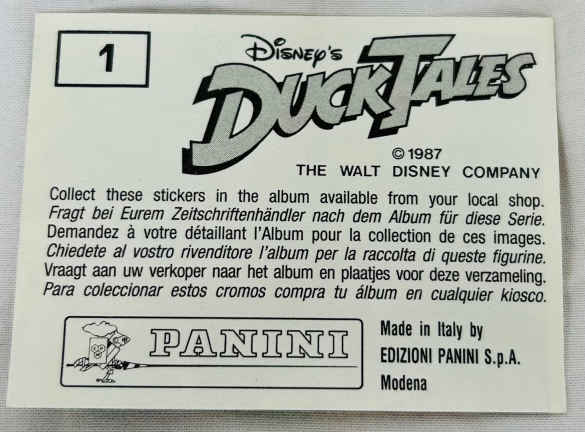 1
Disney's
DUCKTALES
© 1987
THE WALT DISNEY COMPANY
Collect these stickers in the album available from your local shop.
Fragt bei Eurem Zeitschriftenhändler nach dem Album für diese Serie.
Demandez à votre détaillant l'Album pour la collection de ces images.
Chiedete al vostro rivenditore l'album per la raccolta di queste figurine.
Vraagt aan uw verkoper naar het album en plaatjes voor deze verzameling.
Para coleccionar estos cromos compra tu álbum en cualquier kiosco.
PANINI
Made in Italy by
EDIZIONI PANINI S.p.A.
Modena